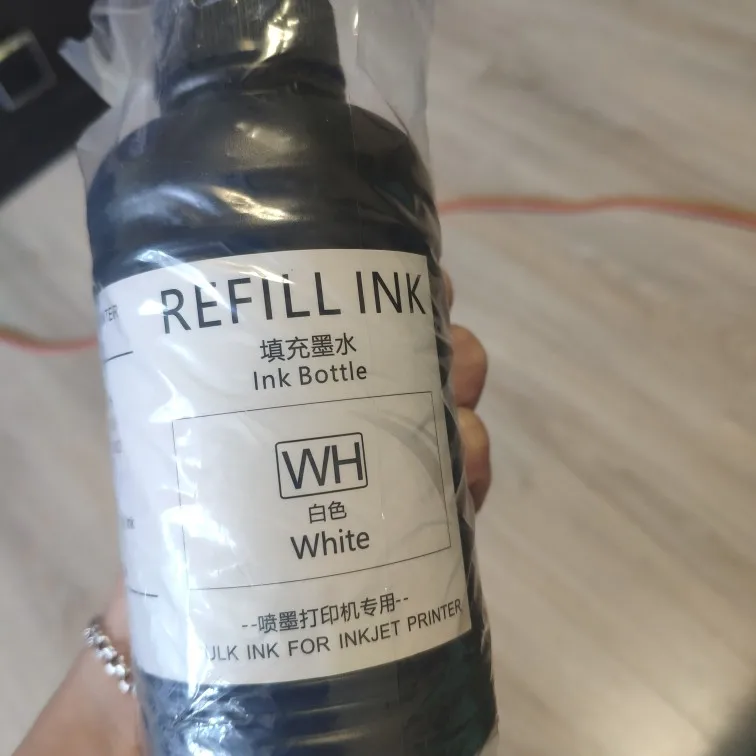 REFILL INK
填充墨水
Ink Bottle
WH
白色
White
--喷墨打印机专用--
INK FOR INKJET PRINTER